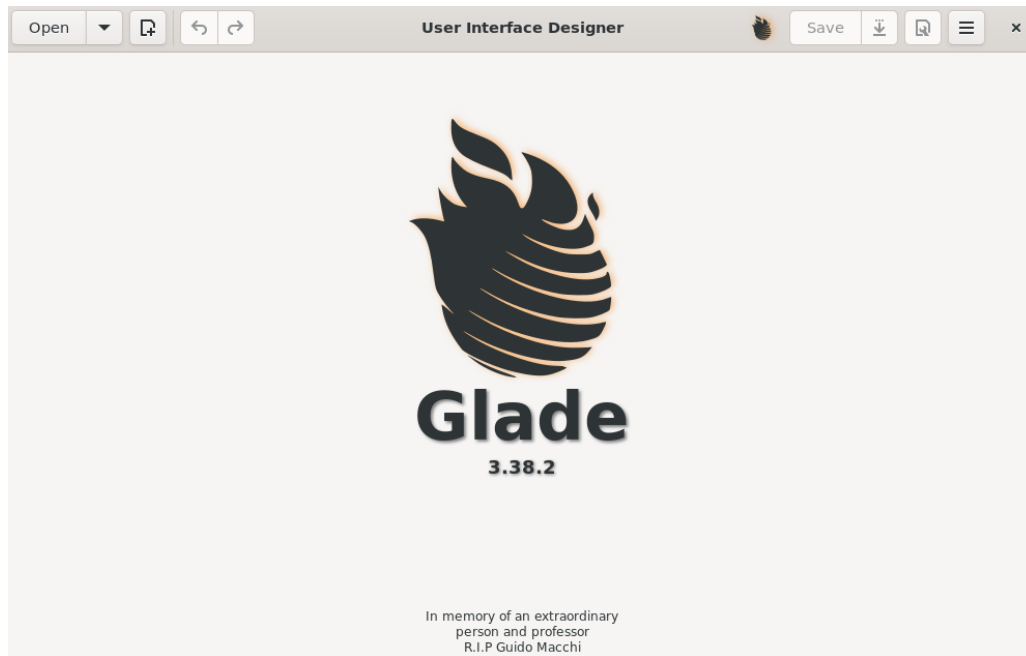 Open
User Interface Designer
Save
Glade
3.38.2
In memory of an extraordinary
person and professor
R.I.P Guido Macchi